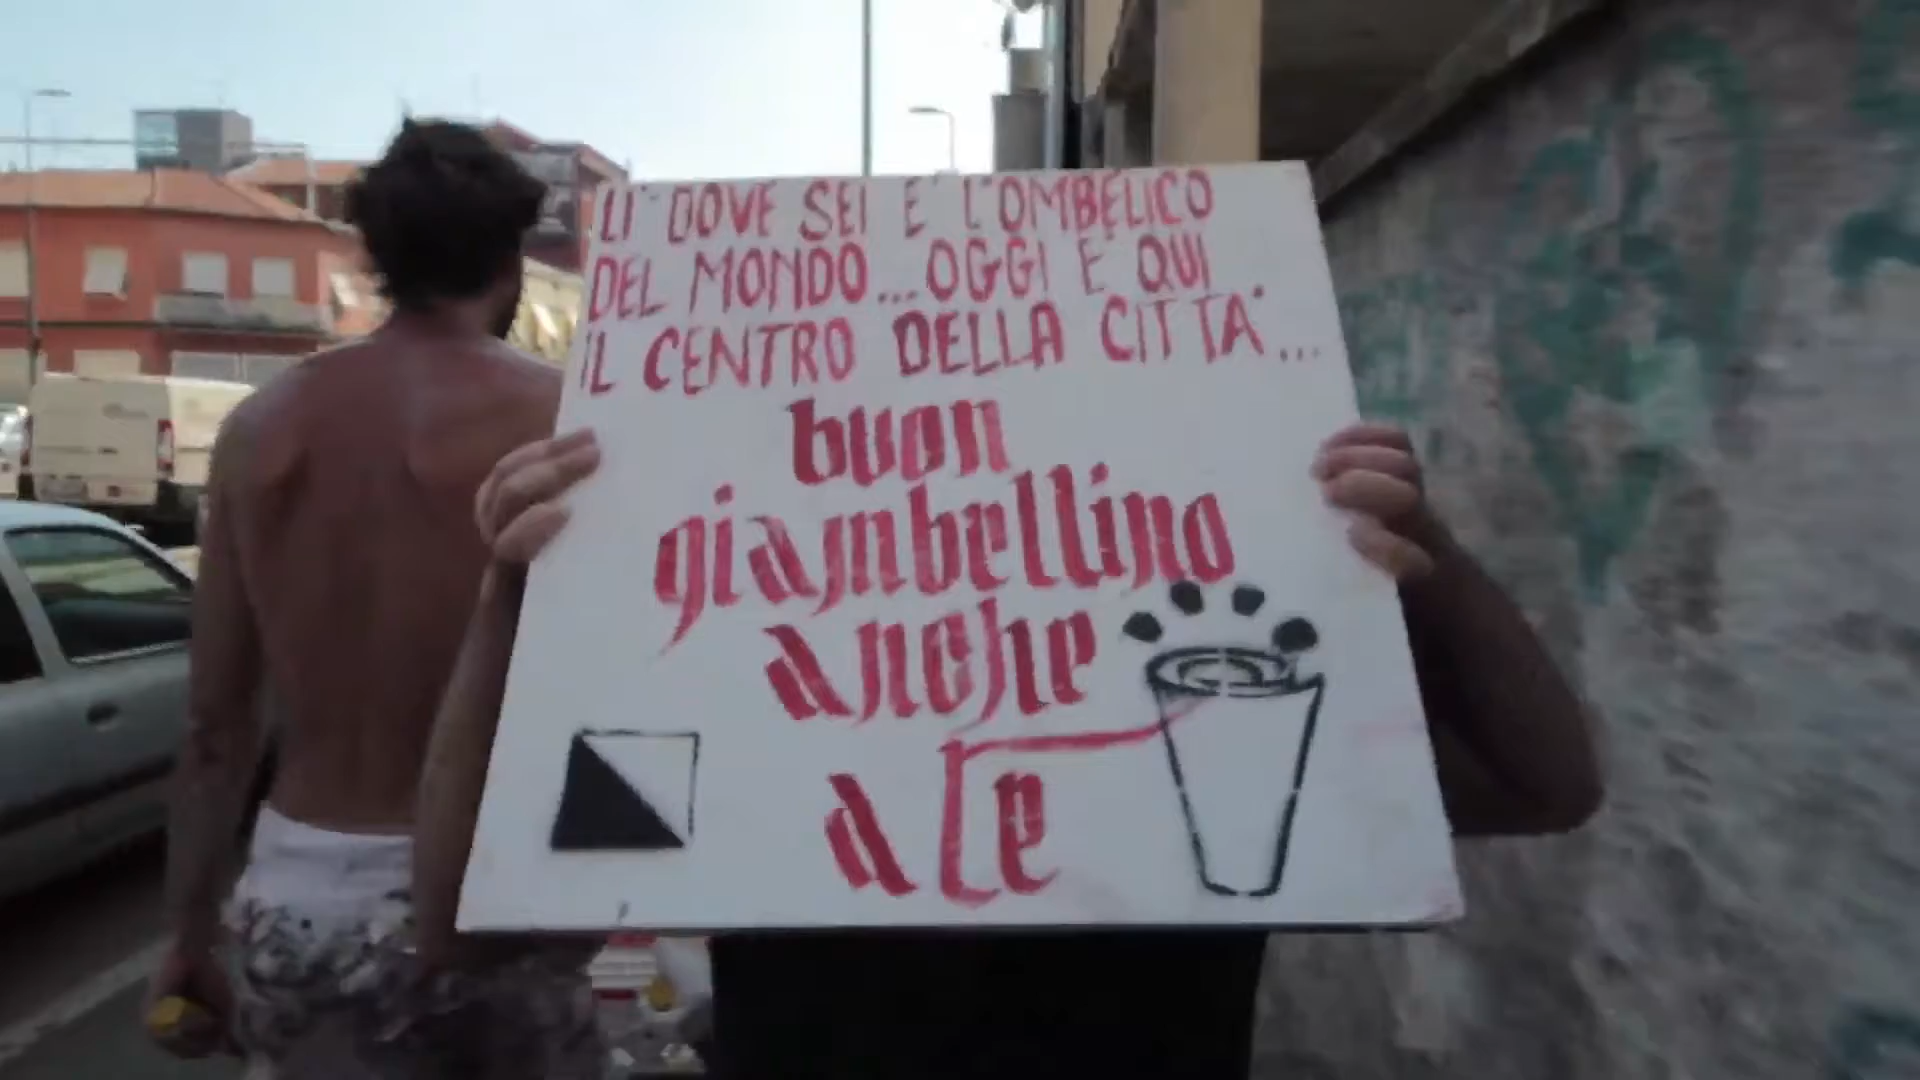 LI' DOVE SEI E' L'OMBELICO
DEL MONDO...OGGI E' QUI
IL CENTRO DELLA CITTA'...
buon
giambellino
anche
a te